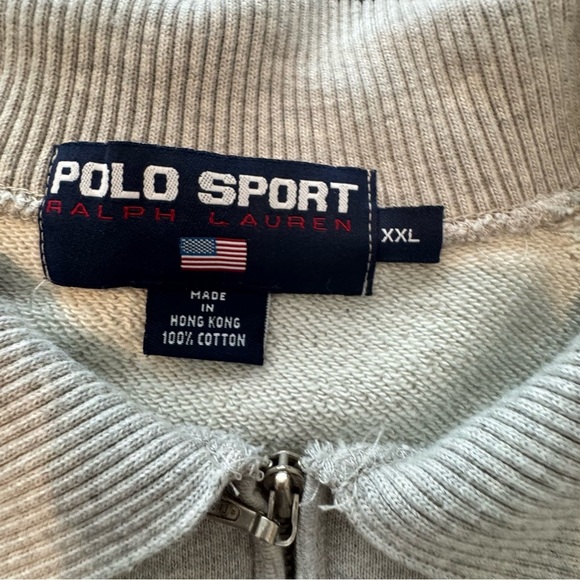 POLO SPORT
RALPH LAUREN
XXL
MADE
IN
HONG KONG
100% COTTON